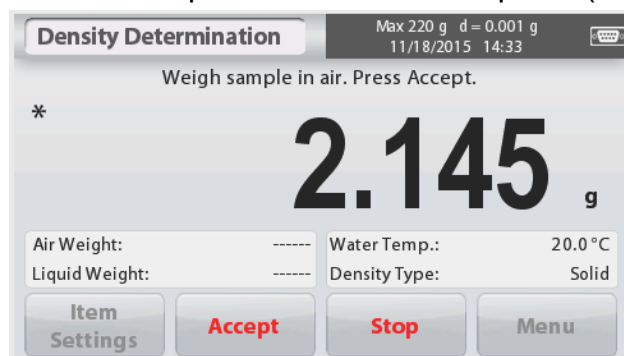 Density Determination
Max 220 g d = 0.001 g
11/18/2015 14:33
Weigh sample in air. Press Accept.
*
2.145 g
Air Weight: ------
Liquid Weight: ------
Water Temp.: 20.0°C
Density Type: Solid
Item
Settings
Accept
Stop
Menu